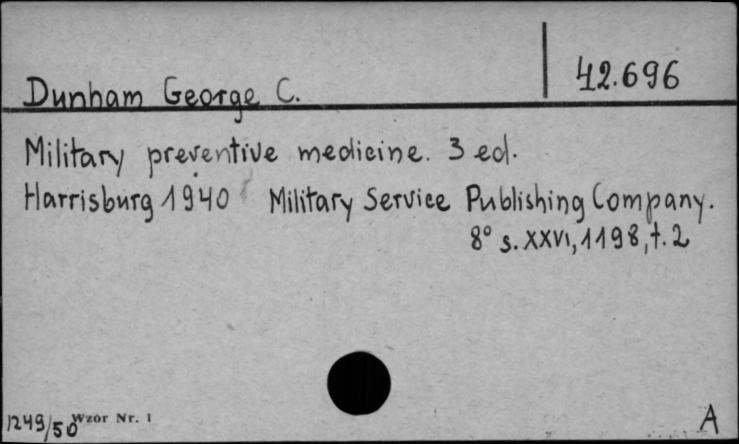 Dunham George C.
42.696
Military preventive medicine. 3 ed.
Harrisburg 1940 Military Service Publishing Company.
8° s. XXVI, 1198, t. 2
1249/50
Wzór Nr. 1
A